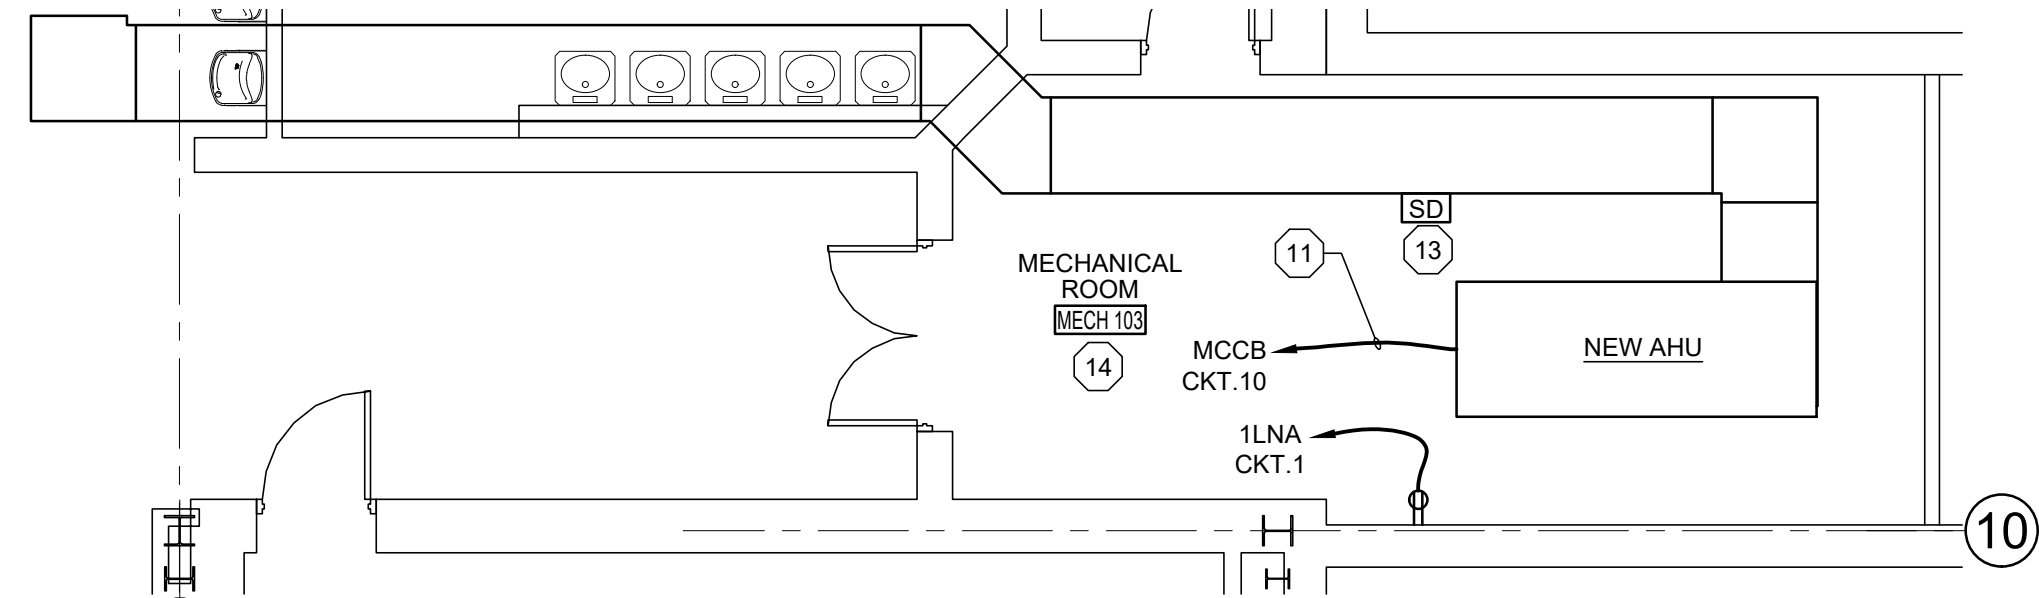 SD
13
11
MECHANICAL
ROOM
MECH 103
14
MCCB
CKT.10
NEW AHU
1LNA
CKT.1
10